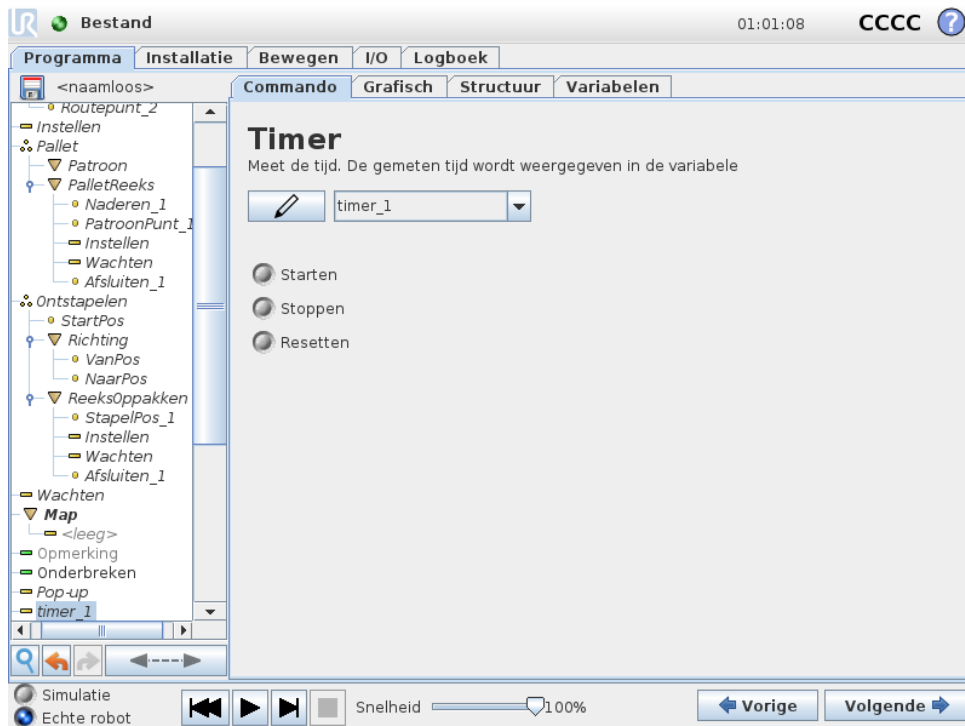 UR Bestand 01:01:08 CCCC ?
Programma Installatie Bewegen I/O Logboek
<naamloos>
Commando Grafisch Structuur Variabelen
Routepunt_2
Instellen
Pallet
Patroon
PalletReeks
Naderen_1
PatroonPunt_1
Instellen
Wachten
Afsluiten_1
Ontstapelen
StartPos
Richting
VanPos
NaarPos
ReeksOppakken
StapelPos_1
Instellen
Wachten
Afsluiten_1
Wachten
Map
<leeg>
Opmerking
Onderbreken
Pop-up
timer_1
Timer
Meet de tijd. De gemeten tijd wordt weergegeven in de variabele
timer_1
Starten
Stoppen
Resetten
Simulatie
Echte robot
Snelheid 100%
Vorige Volgende